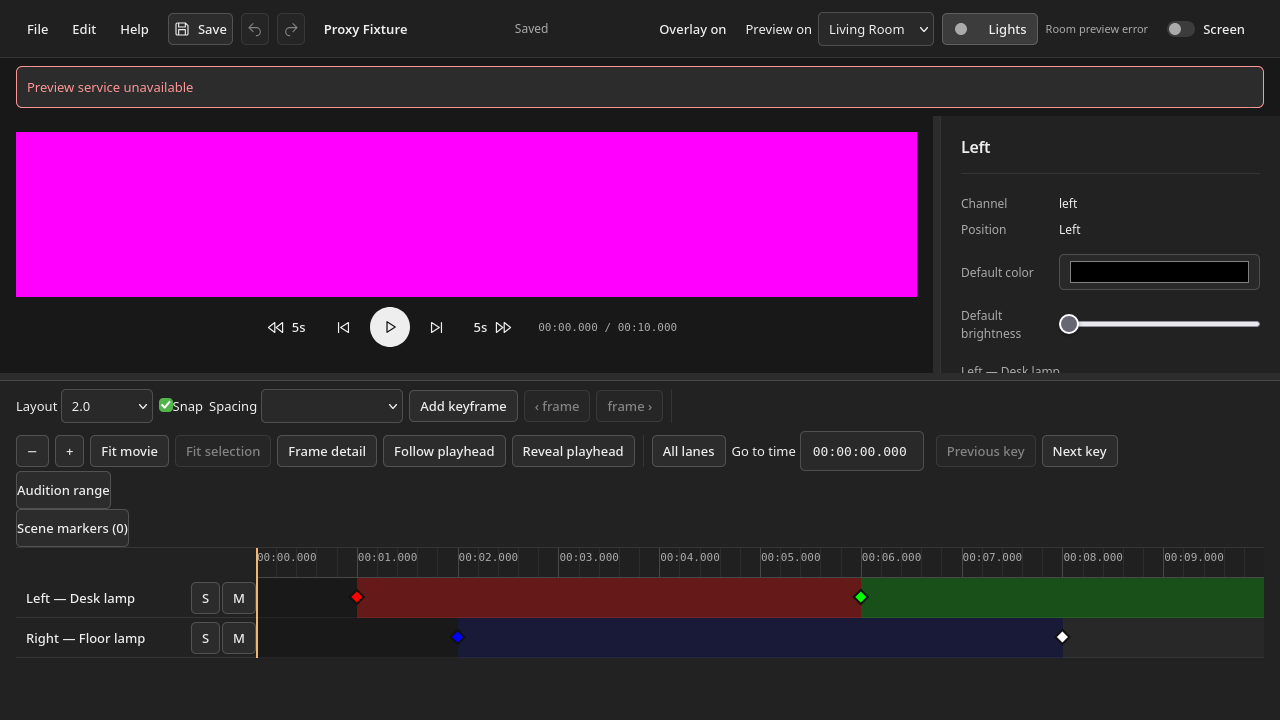 File Edit Help Save Proxy Fixture Saved Overlay on Preview on Living Room Lights Room preview error Screen
Preview service unavailable
Left
Channel left
Position Left
Default color
Default brightness
Left — Desk lamp
5s 5s 00:00.000 / 00:10.000
Layout 2.0 Snap Spacing Add keyframe ‹ frame frame ›
− + Fit movie Fit selection Frame detail Follow playhead Reveal playhead All lanes Go to time 00:00:00.000 Previous key Next key
Audition range
Scene markers (0)
00:00.000 00:01.000 00:02.000 00:03.000 00:04.000 00:05.000 00:06.000 00:07.000 00:08.000 00:09.000
Left — Desk lamp S M
Right — Floor lamp S M